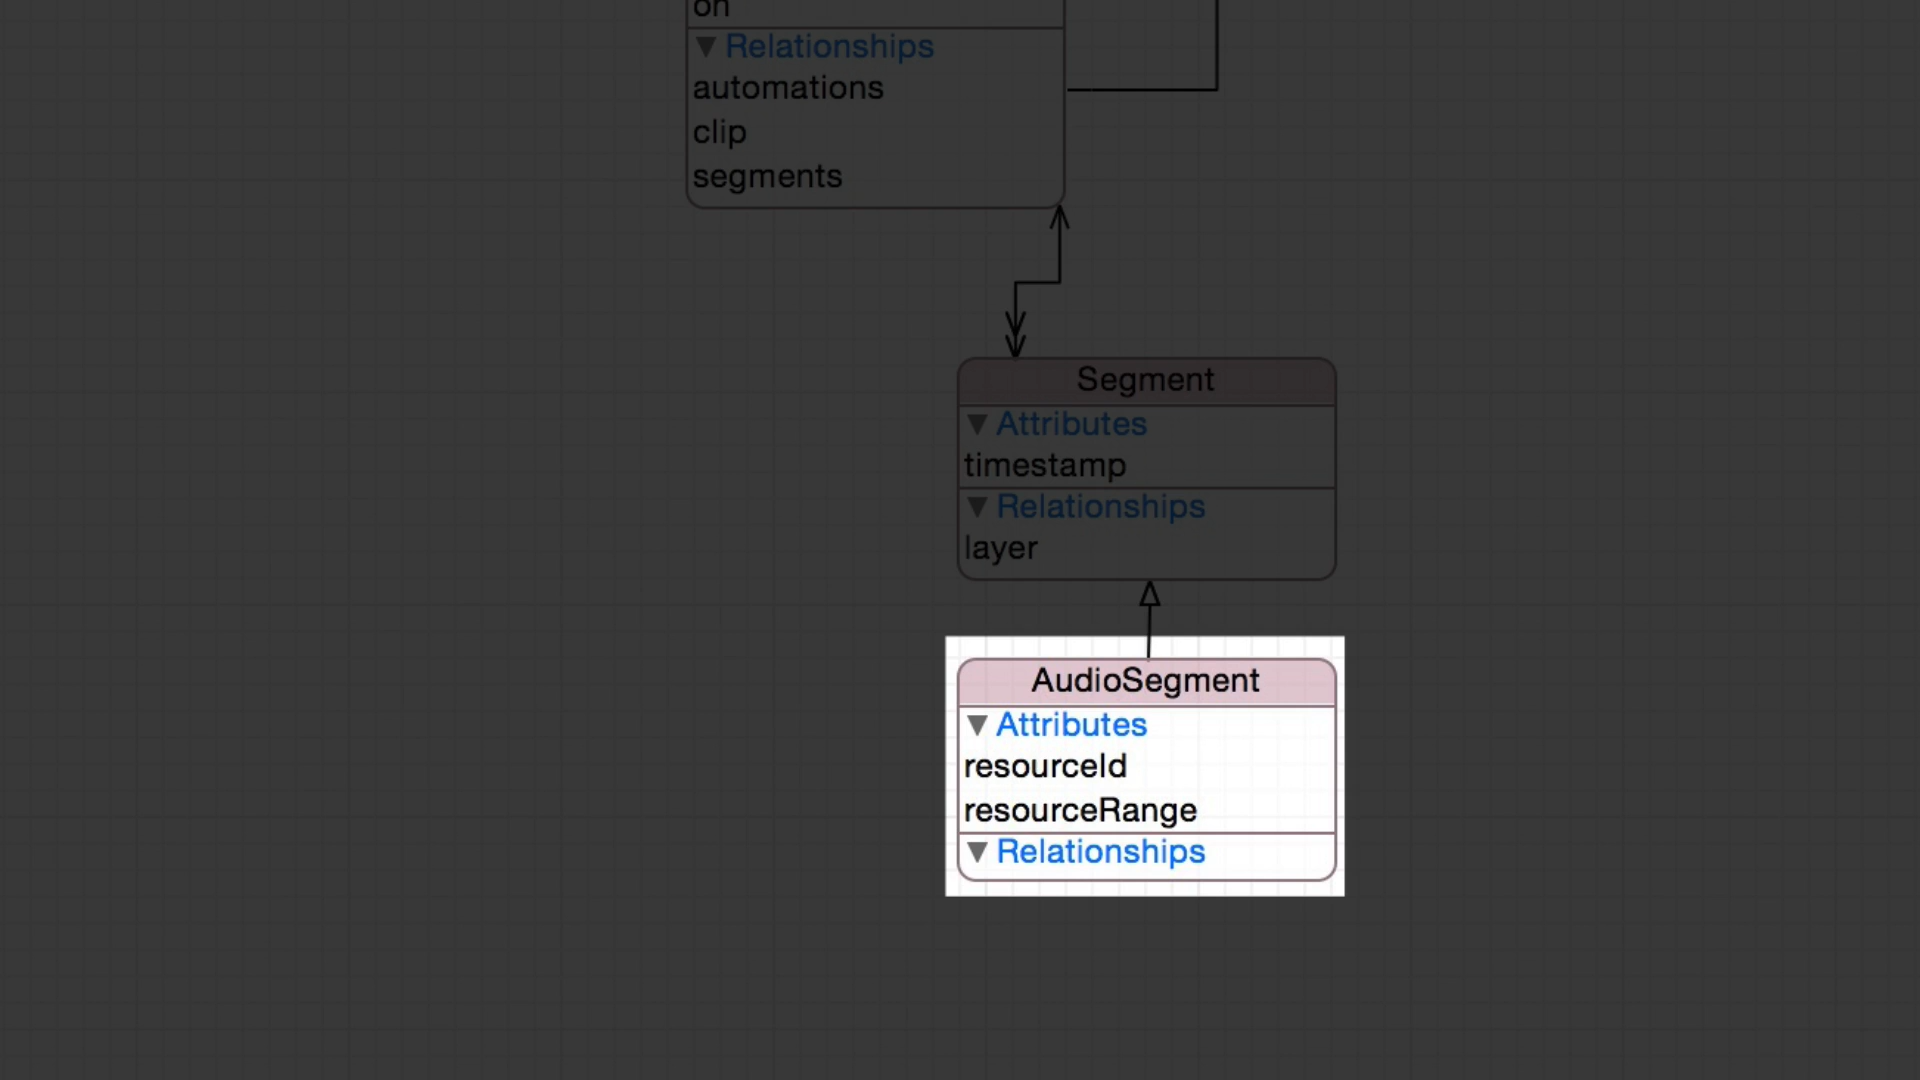 on
Relationships
automations
clip
segments
Segment
Attributes
timestamp
Relationships
layer
AudioSegment
Attributes
resourceId
resourceRange
Relationships